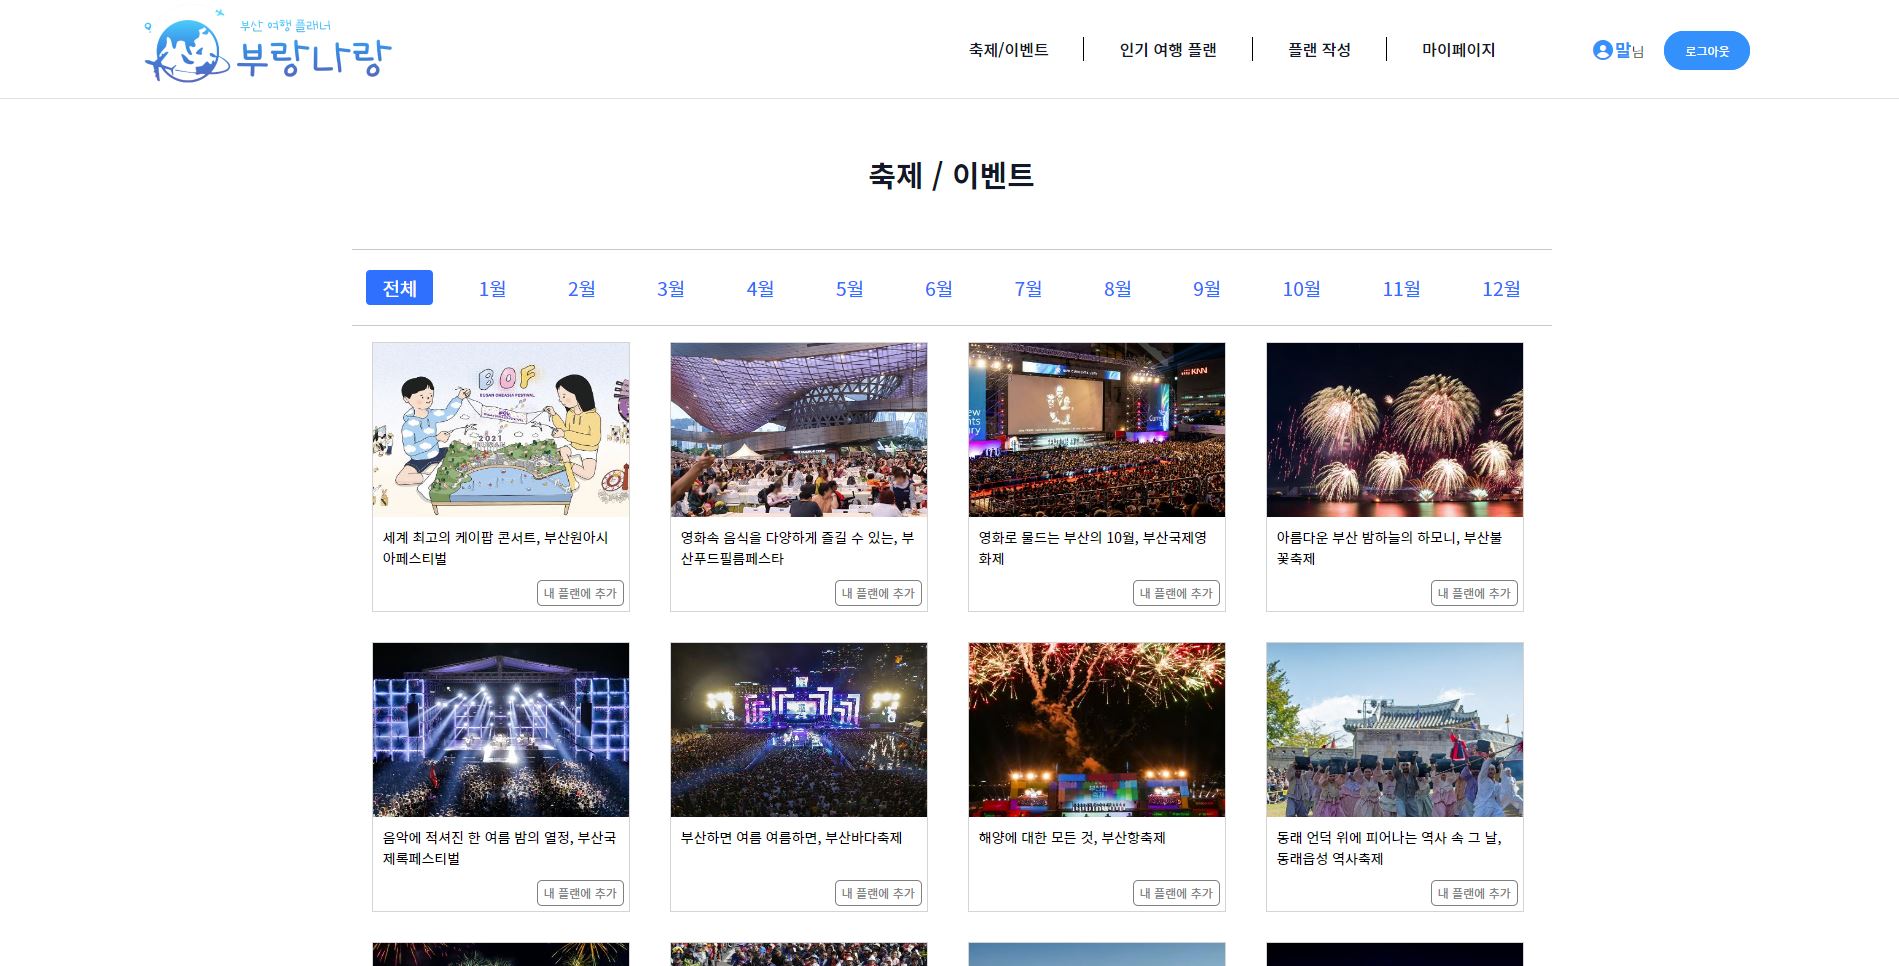 부산 여행 플래너
부랑나랑
축제/이벤트
인기 여행 플랜
플랜 작성
마이페이지
말님
로그아웃
축제 / 이벤트
전체 1월 2월 3월 4월 5월 6월 7월 8월 9월 10월 11월 12월
BOF
BUSAN ONEASIA FESTIVAL
2021
KNN
세계 최고의 케이팝 콘서트, 부산원아시
아페스티벌
내 플랜에 추가
영화속 음식을 다양하게 즐길 수 있는, 부
산푸드필름페스타
내 플랜에 추가
영화로 물드는 부산의 10월, 부산국제영
화제
내 플랜에 추가
아름다운 부산 밤하늘의 하모니, 부산불
꽃축제
내 플랜에 추가
음악에 적셔진 한 여름 밤의 열정, 부산국
제록페스티벌
내 플랜에 추가
부산하면 여름 여름하면, 부산바다축제
내 플랜에 추가
해양에 대한 모든 것, 부산항축제
내 플랜에 추가
동래 언덕 위에 피어나는 역사 속 그 날,
동래읍성 역사축제
내 플랜에 추가